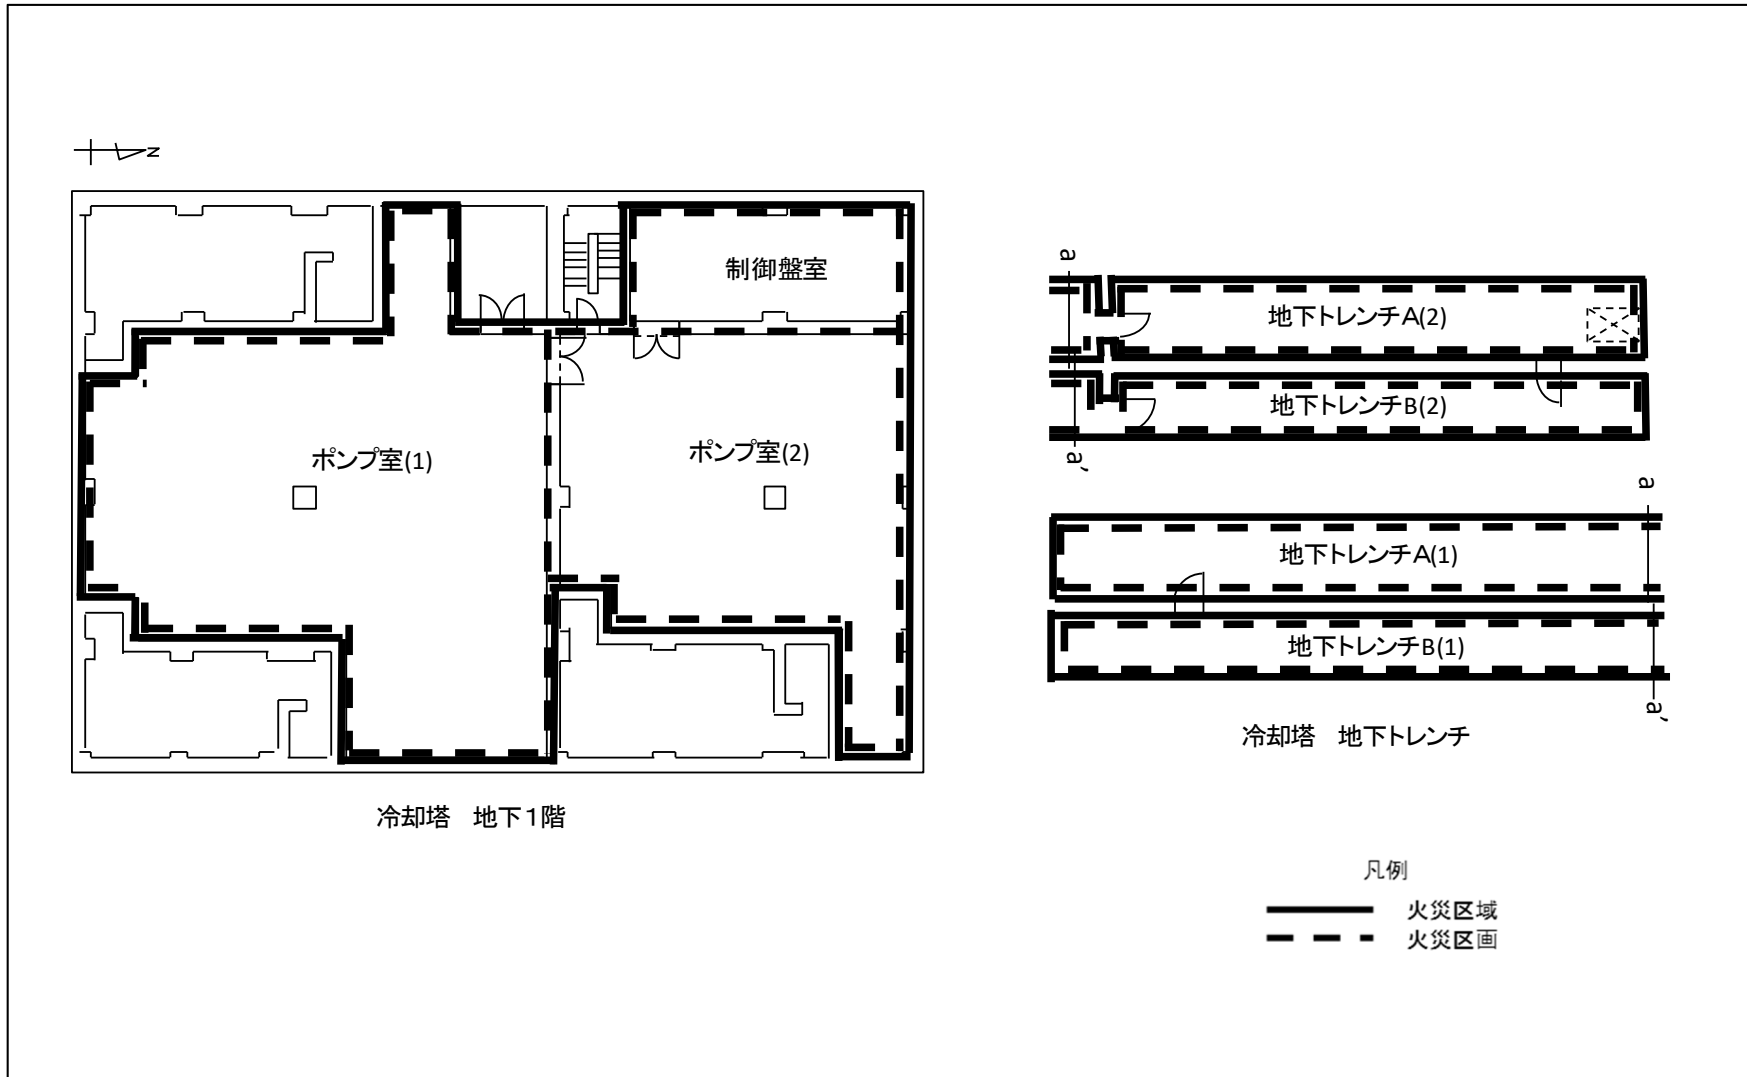 N
制御盤室
ポンプ室(1)
ポンプ室(2)
冷却塔 地下1階
a
地下トレンチA(2)
地下トレンチB(2)
a’
a
地下トレンチA(1)
地下トレンチB(1)
a’
冷却塔 地下トレンチ
凡例
火災区域
火災区画